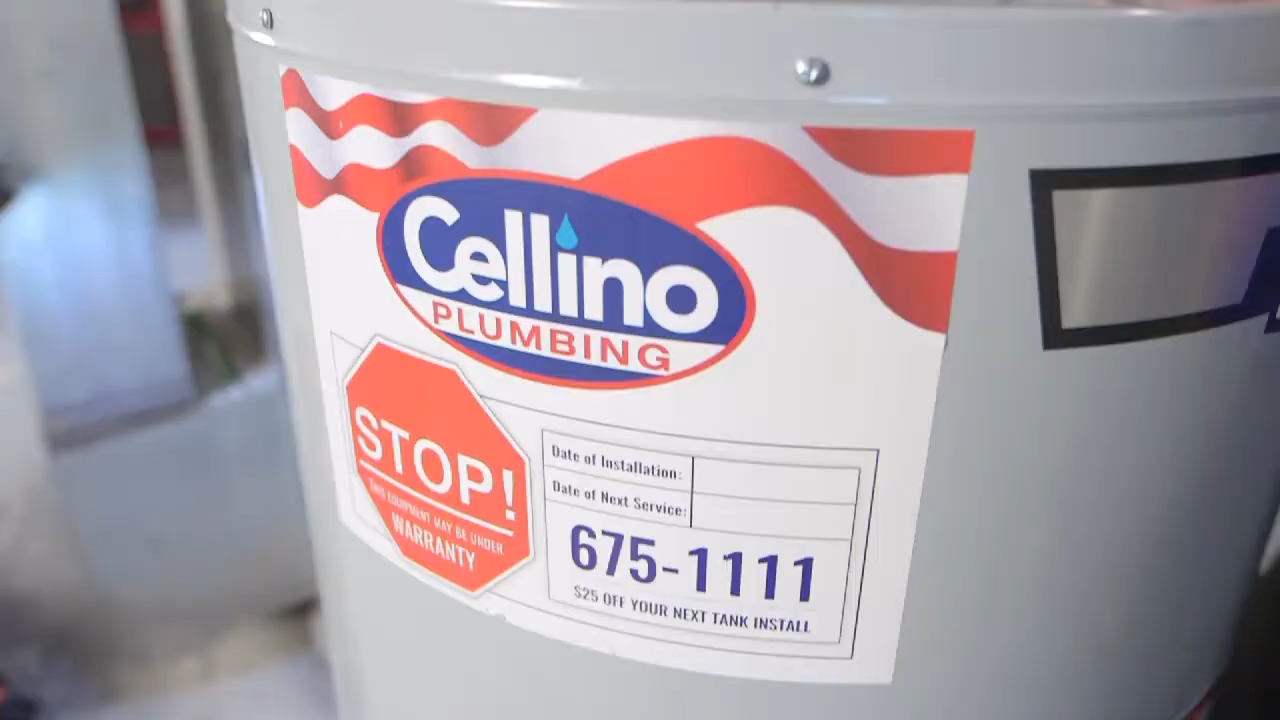 Cellino
PLUMBING
STOP!
THIS EQUIPMENT MAY BE UNDER
WARRANTY
Date of Installation:
Date of Next Service:
675-1111
$25 OFF YOUR NEXT TANK INSTALL